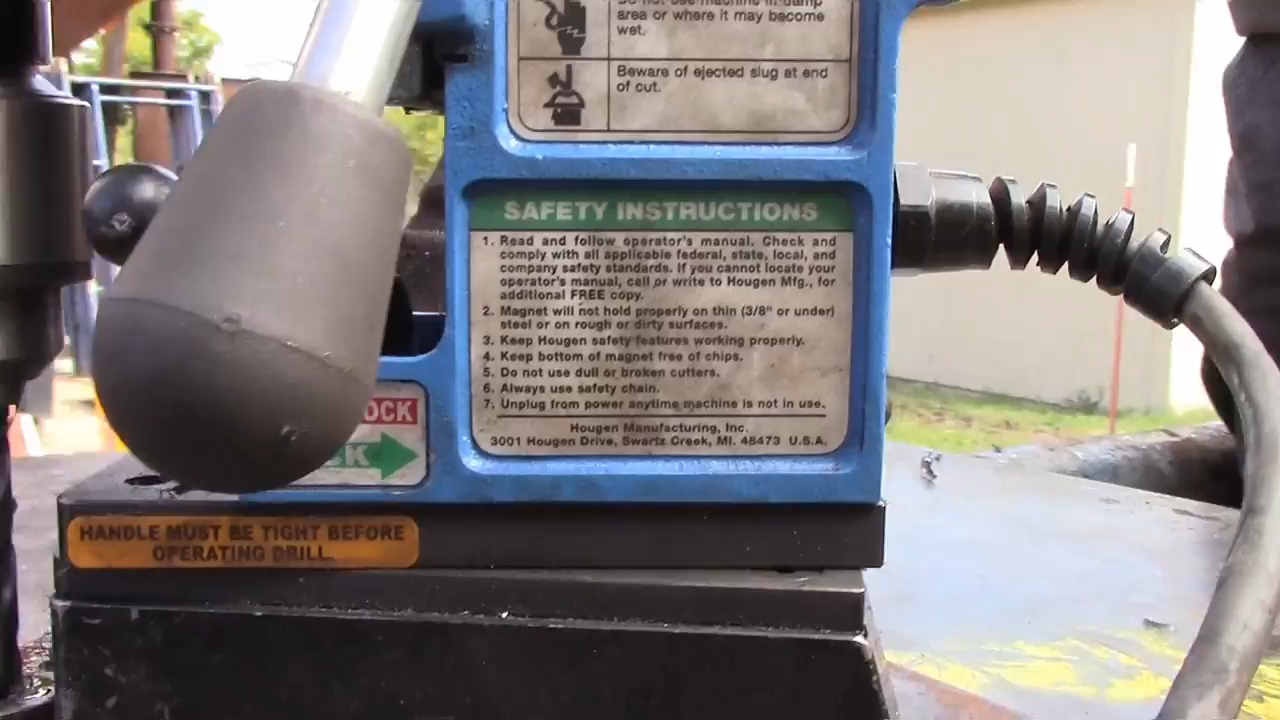 Do not use machine in damp
area or where it may become
wet.
Beware of ejected slug at end
of cut.
SAFETY INSTRUCTIONS
1. Read and follow operator's manual. Check and
comply with all applicable federal, state, local, and
company safety standards. If you cannot locate your
operator's manual, call or write to Hougen Mfg., for
additional FREE copy.
2. Magnet will not hold properly on thin (3/8" or under)
steel or on rough or dirty surfaces.
3. Keep Hougen safety features working properly.
4. Keep bottom of magnet free of chips.
5. Do not use dull or broken cutters.
6. Always use safety chain.
7. Unplug from power anytime machine is not in use.
Hougen Manufacturing, Inc.
3001 Hougen Drive, Swartz Creek, MI. 48473 U.S.A.
OCK
K
HANDLE MUST BE TIGHT BEFORE
OPERATING DRILL.